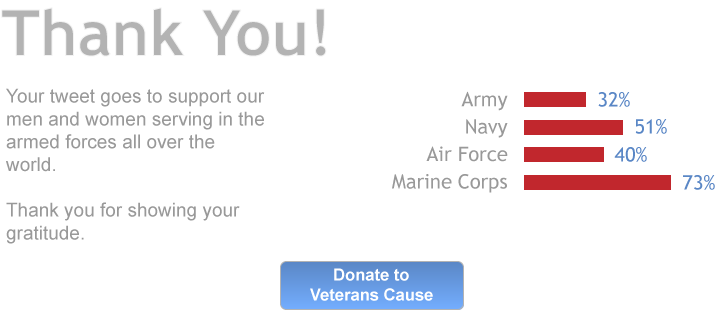 Thank You!
Your tweet goes to support our
men and women serving in the
armed forces all over the
world.
Thank you for showing your
gratitude.
Army 32%
Navy 51%
Air Force 40%
Marine Corps 73%
Donate to
Veterans Cause